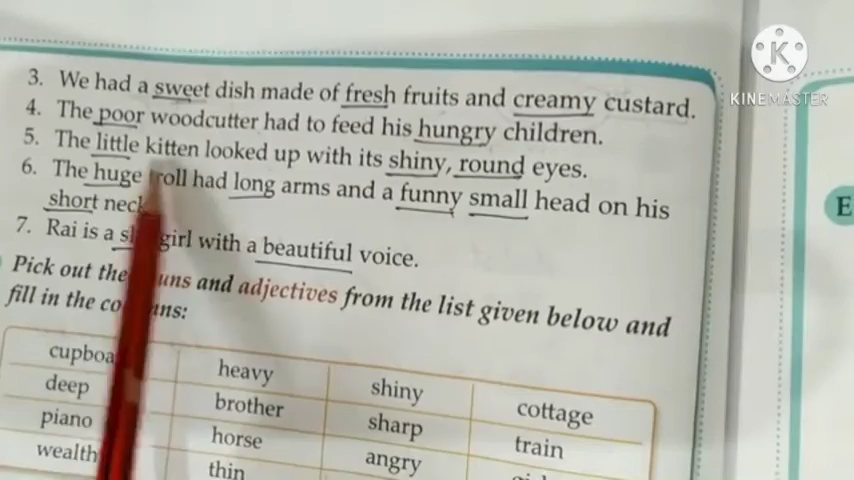 3. We had a sweet dish made of fresh fruits and creamy custard.
4. The poor woodcutter had to feed his hungry children.
5. The little kitten looked up with its shiny, round eyes.
6. The huge troll had long arms and a funny small head on his
short neck
7. Rai is a girl with a beautiful voice.
Pick out the nouns and adjectives from the list given below and
fill in the columns:
cupboa heavy shiny cottage
deep brother sharp train
piano horse angry
wealth thin
E
K
KINEMASTER